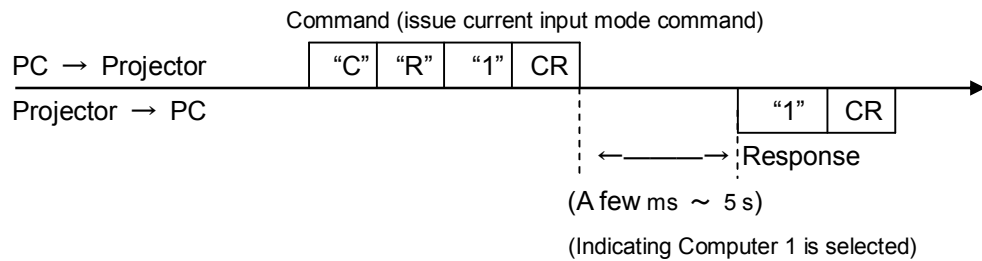 Command (issue current input mode command)
PC → Projector
“C” “R” “1” CR
Projector → PC
“1” CR
←———→ Response
(A few ms ～ 5 s)
(Indicating Computer 1 is selected)